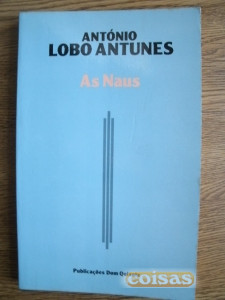 ANTÓNIO
LOBO ANTUNES
As Naus
Publicações Dom
coisas